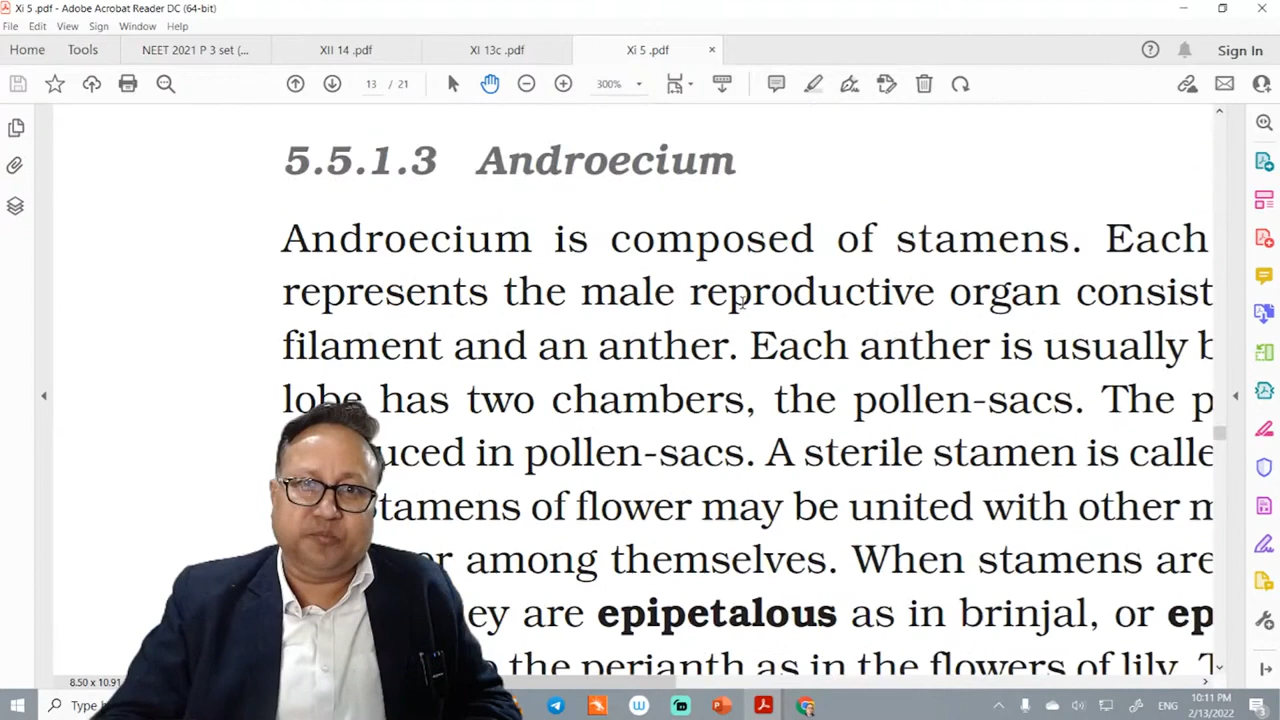 Xi 5 .pdf - Adobe Acrobat Reader DC (64-bit)
File Edit View Sign Window Help
Home Tools NEET 2021 P 3 set (... XII 14 .pdf XI 13c .pdf Xi 5 .pdf × Sign In
13 / 21 300%
5.5.1.3 Androecium
Androecium is composed of stamens. Each
represents the male reproductive organ consist
filament and an anther. Each anther is usually b
lobe has two chambers, the pollen-sacs. The p
uced in pollen-sacs. A sterile stamen is calle
stamens of flower may be united with other m
or among themselves. When stamens are
ey are epipetalous as in brinjal, or ep
the perianth as in the flowers of lily. T
8.50 x 10.91
Type he
ENG
10:11 PM
2/13/2022
3